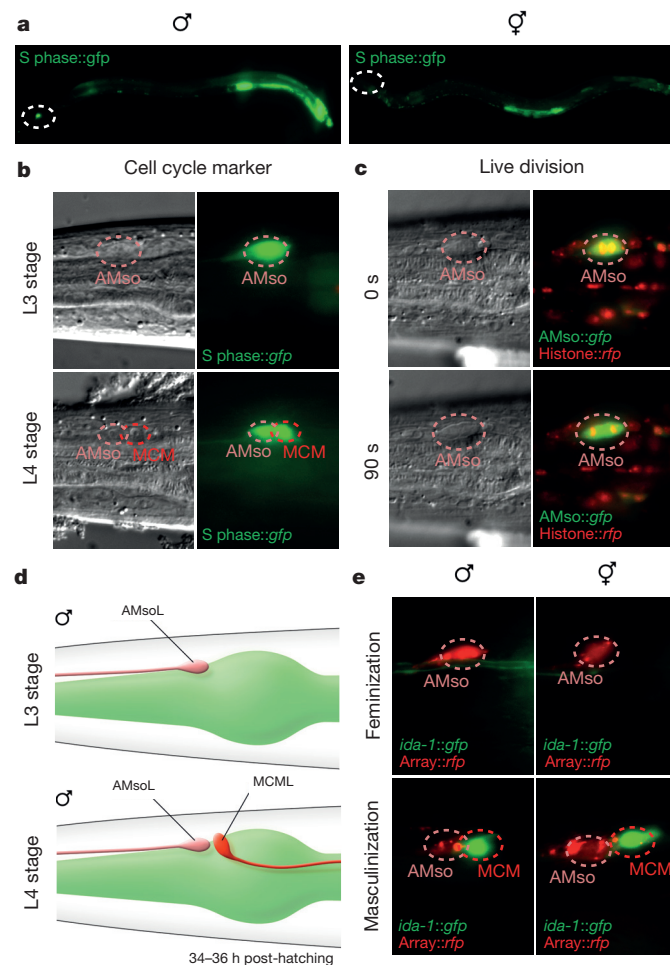 a
♂
⚥
S phase::gfp
S phase::gfp
b
Cell cycle marker
L3 stage
AMso
AMso
S phase::gfp
L4 stage
AMso
MCM
AMso
MCM
S phase::gfp
c
Live division
0 s
AMso
AMso
AMso::gfp
Histone::rfp
90 s
AMso
AMso
AMso::gfp
Histone::rfp
d
♂
AMsoL
L3 stage
♂
AMsoL
MCML
L4 stage
34–36 h post-hatching
e
♂
⚥
Feminization
AMso
ida-1::gfp
Array::rfp
AMso
ida-1::gfp
Array::rfp
Masculinization
AMso
MCM
ida-1::gfp
Array::rfp
AMso
MCM
ida-1::gfp
Array::rfp